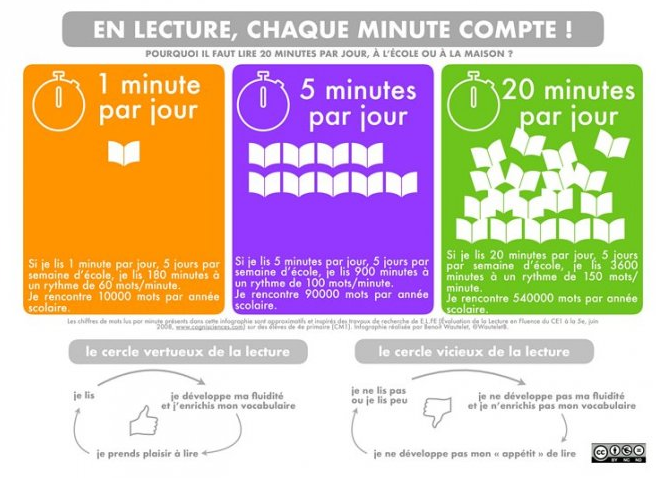 EN LECTURE, CHAQUE MINUTE COMPTE !
POURQUOI IL FAUT LIRE 20 MINUTES PAR JOUR, À L'ÉCOLE OU À LA MAISON ?
1 minute
par jour
Si je lis 1 minute par jour, 5 jours par
semaine d'école, je lis 180 minutes à
un rythme de 60 mots/minute.
Je rencontre 10000 mots par année
scolaire.
5 minutes
par jour
Si je lis 5 minutes par jour, 5 jours par
semaine d'école, je lis 900 minutes à
un rythme de 100 mots/minute.
Je rencontre 90000 mots par année
scolaire.
20 minutes
par jour
Si je lis 20 minutes par jour, 5 jours
par semaine d'école, je lis 3600
minutes à un rythme de 150 mots/
minute.
Je rencontre 540000 mots par année
scolaire.
Les chiffres de mots lus par minute présents dans cette infographie sont approximatifs et inspirés des travaux de recherche de E.L.FE (Évaluation de la Lecture en Fluence du CE1 à la 5e, juin
2008, www.cognisciences.com) sur des élèves de 4e primaire (CM1). Infographie réalisée par Benoit Wautelet, @WauteletB.
le cercle vertueux de la lecture
je lis
je développe ma fluidité
et j'enrichis mon vocabulaire
je prends plaisir à lire
le cercle vicieux de la lecture
je ne lis pas
ou je lis peu
je ne développe pas ma fluidité
et je n'enrichis pas mon vocabulaire
je ne développe pas mon « appétit » de lire
cc
BY NC ND